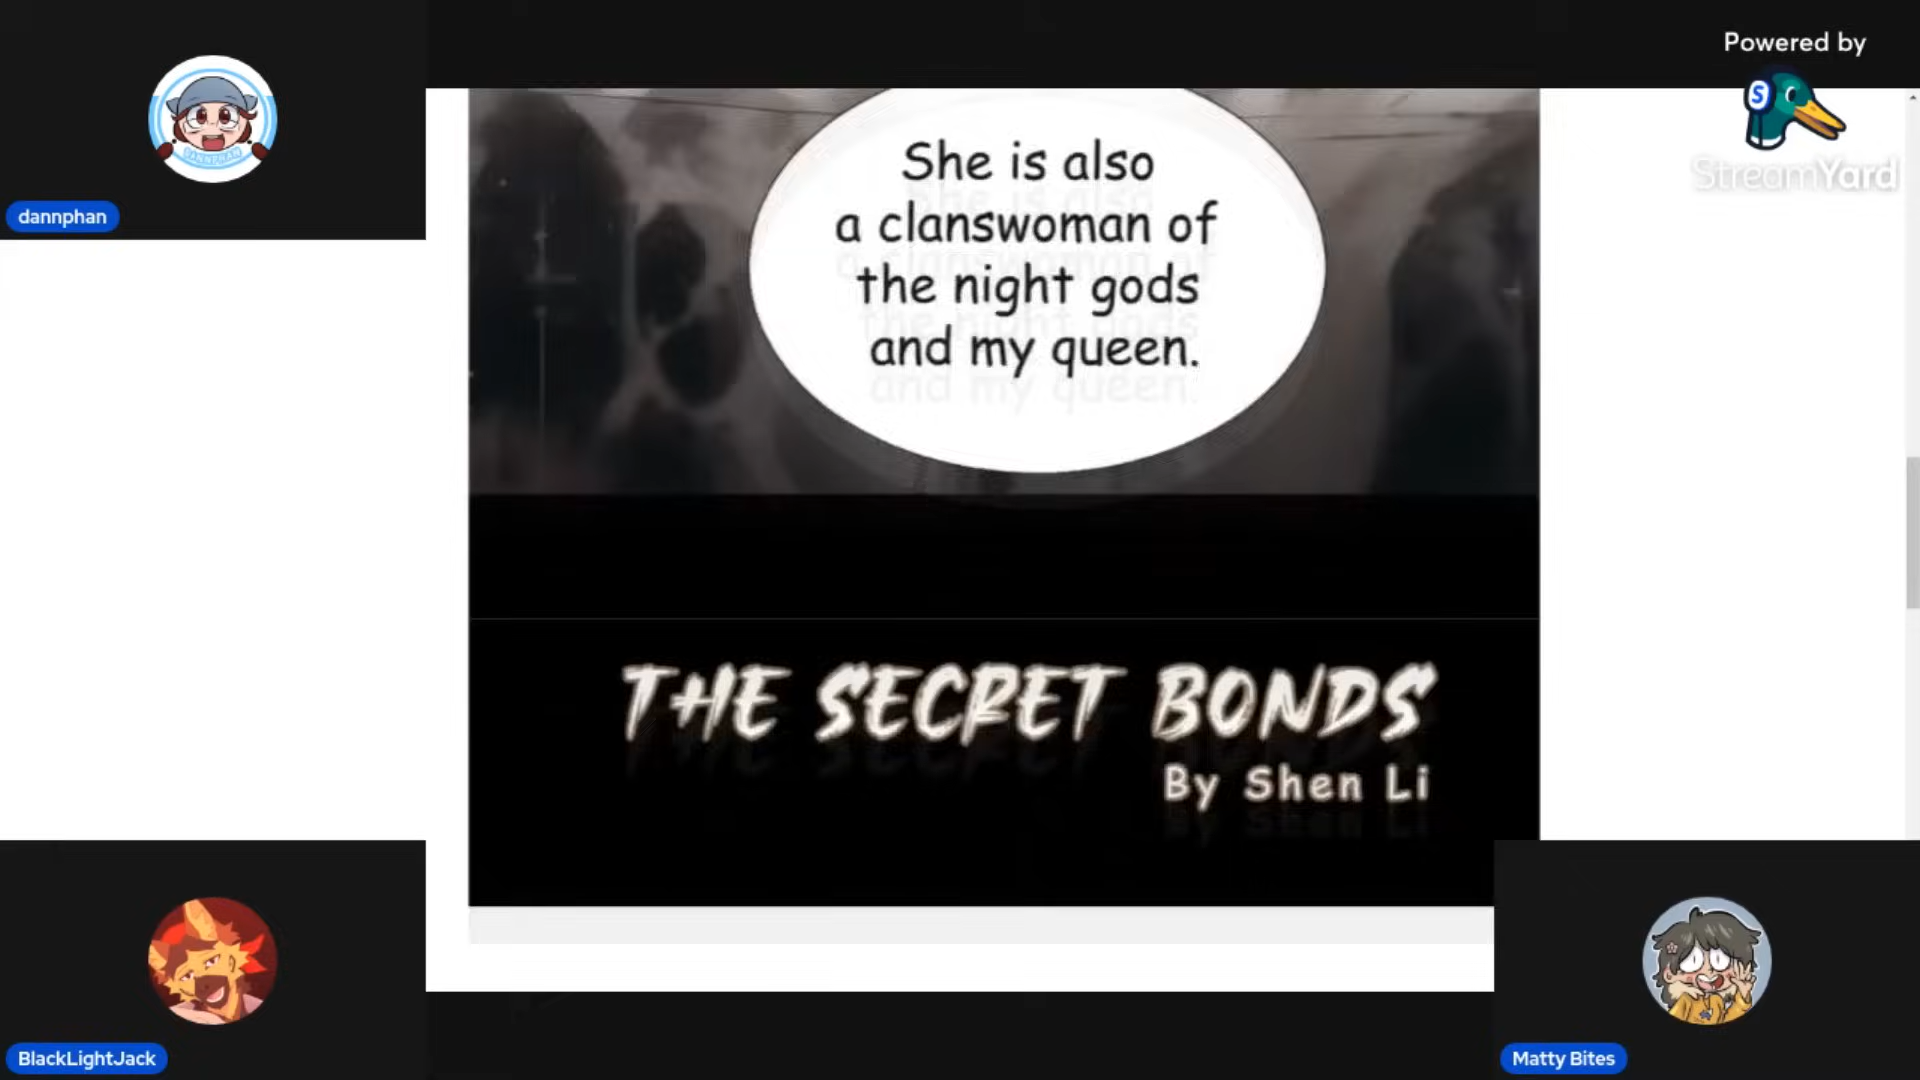 Powered by
StreamYard
dannphan
She is also
a clanswoman of
the night gods
and my queen.
THE SECRET BONDS
By Shen Li
BlackLightJack
Matty Bites
DANNPHAN
S